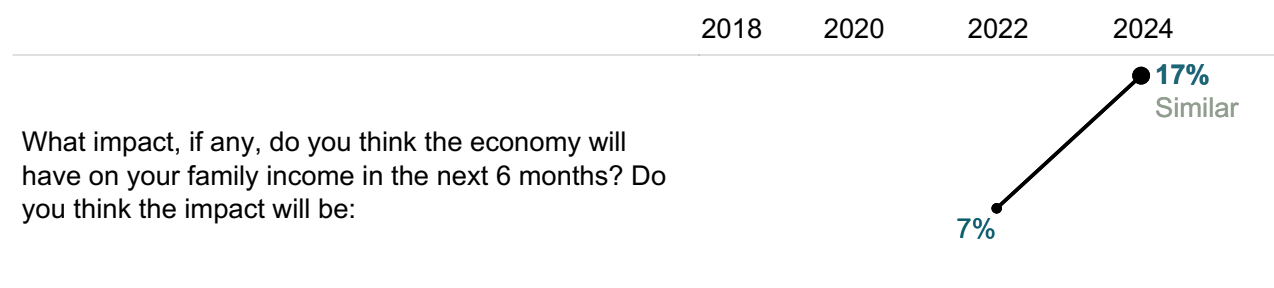 2018 2020 2022 2024
17%
Similar
What impact, if any, do you think the economy will
have on your family income in the next 6 months? Do
you think the impact will be:
7%